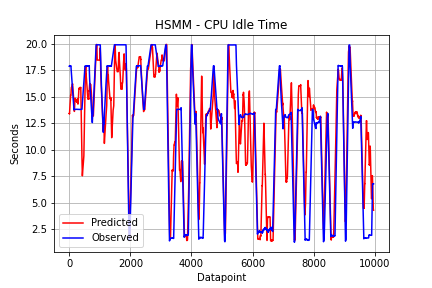 HSMM - CPU Idle Time
20.0
17.5
15.0
12.5
10.0
7.5
5.0
2.5
Seconds
Predicted
Observed
0 2000 4000 6000 8000 10000
Datapoint